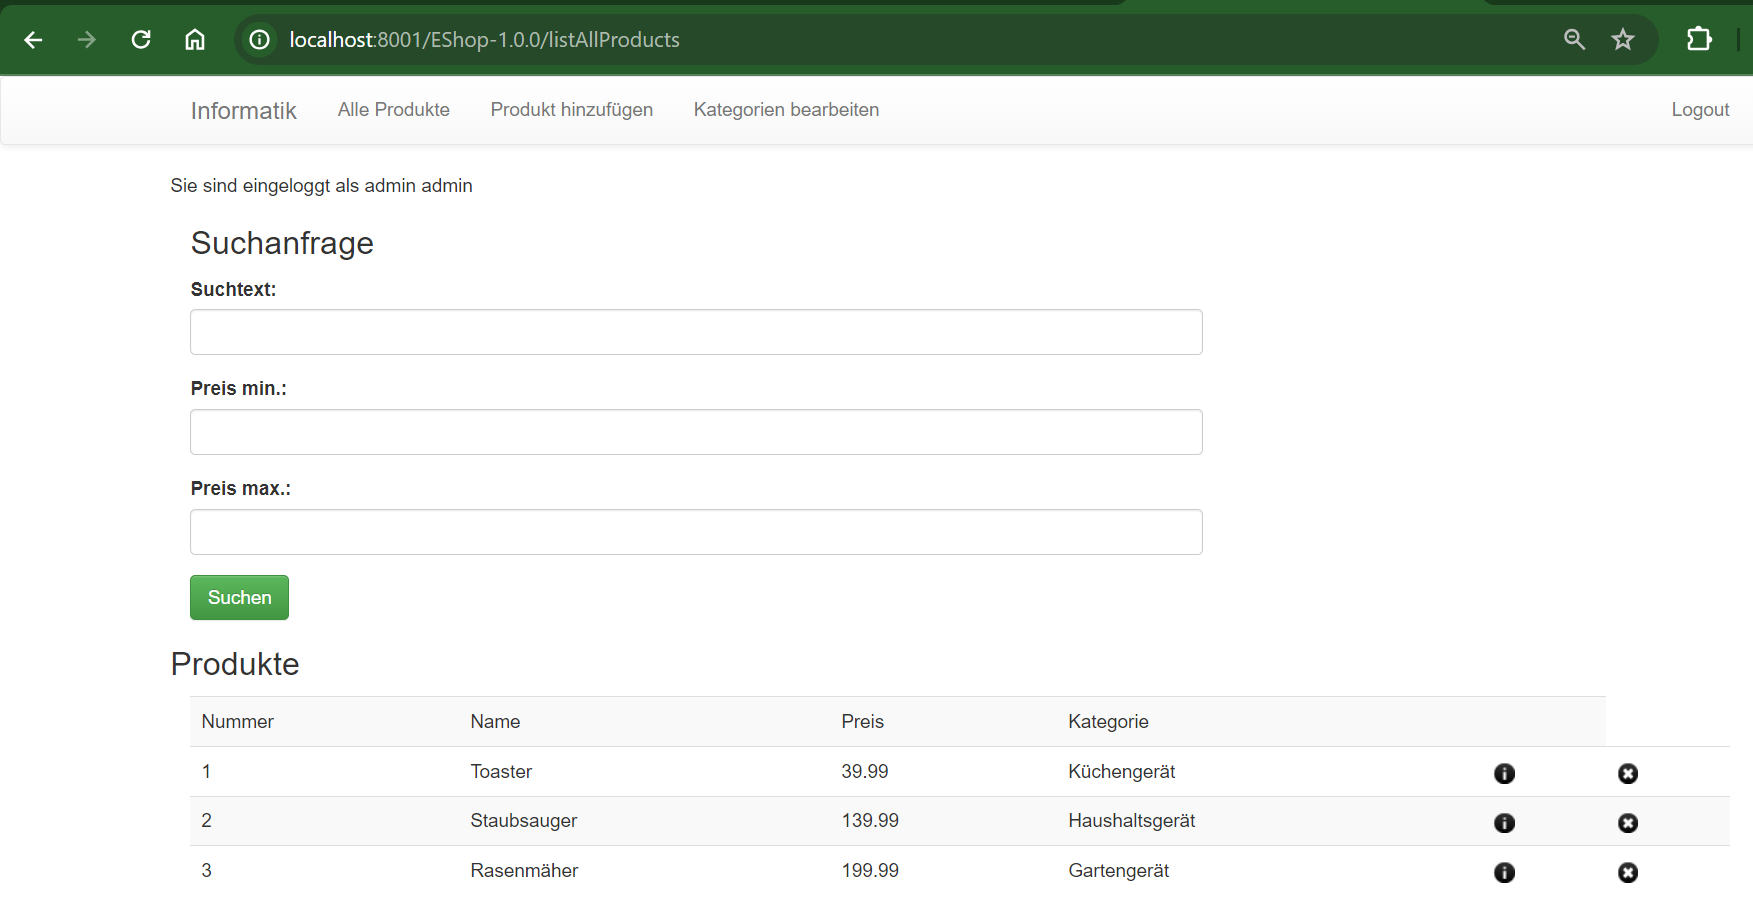 localhost:8001/EShop-1.0.0/listAllProducts
Informatik Alle Produkte Produkt hinzufügen Kategorien bearbeiten Logout
Sie sind eingeloggt als admin admin
Suchanfrage
Suchtext:
Preis min.:
Preis max.:
Suchen
Produkte
Nummer Name Preis Kategorie
1 Toaster 39.99 Küchengerät
2 Staubsauger 139.99 Haushaltsgerät
3 Rasenmäher 199.99 Gartengerät